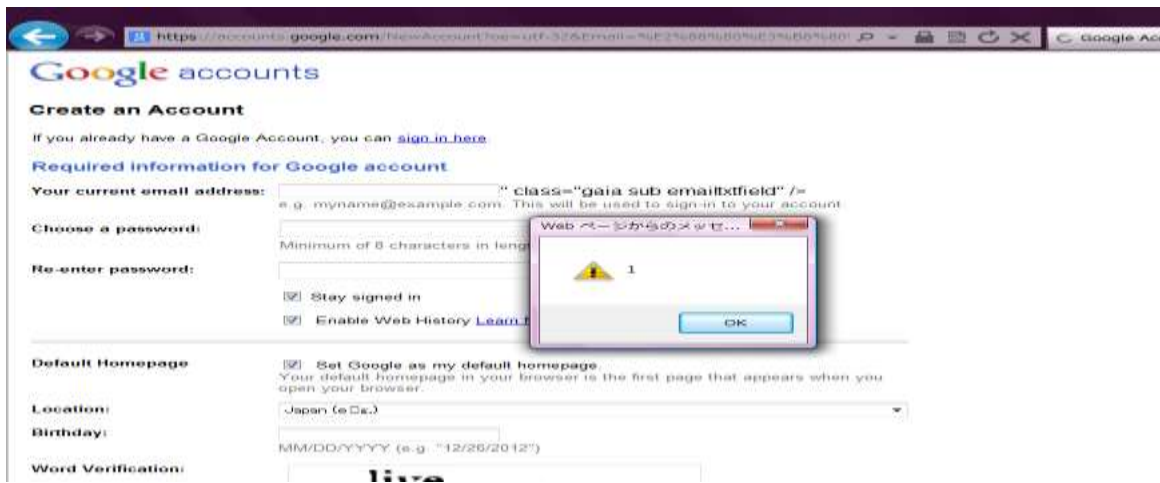 https://accounts.google.com/NewAccount?oe=utf-32&Email=%E2%88%80%E3%B8%80
Google Acc
Google accounts
Create an Account
If you already have a Google Account, you can sign in here
Required information for Google account
Your current email address:
" class="gaia sub emailtxtfield" /=
e.g. myname@example.com. This will be used to sign-in to your account
Choose a password:
Minimum of 8 characters in leng
Web ページからのメッセ...
1
OK
Re-enter password:
Stay signed in
Enable Web History Learn
Default Homepage
Set Google as my default homepage.
Your default homepage in your browser is the first page that appears when you
open your browser.
Location:
Birthday:
Japan
MM/DD/YYYY (e.g. "12/26/2012")
Word Verification:
live